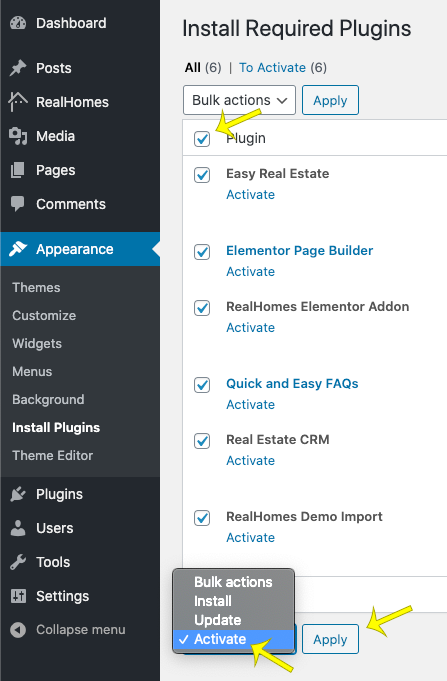 Dashboard
Posts
RealHomes
Media
Pages
Comments
Appearance
Themes
Customize
Widgets
Menus
Background
Install Plugins
Theme Editor
Plugins
Users
Tools
Settings
Collapse menu
Install Required Plugins
All (6) | To Activate (6)
Bulk actions Apply
Plugin
Easy Real Estate
Activate
Elementor Page Builder
Activate
RealHomes Elementor Addon
Activate
Quick and Easy FAQs
Activate
Real Estate CRM
Activate
RealHomes Demo Import
Activate
Bulk actions
Install
Update
✓ Activate
Apply